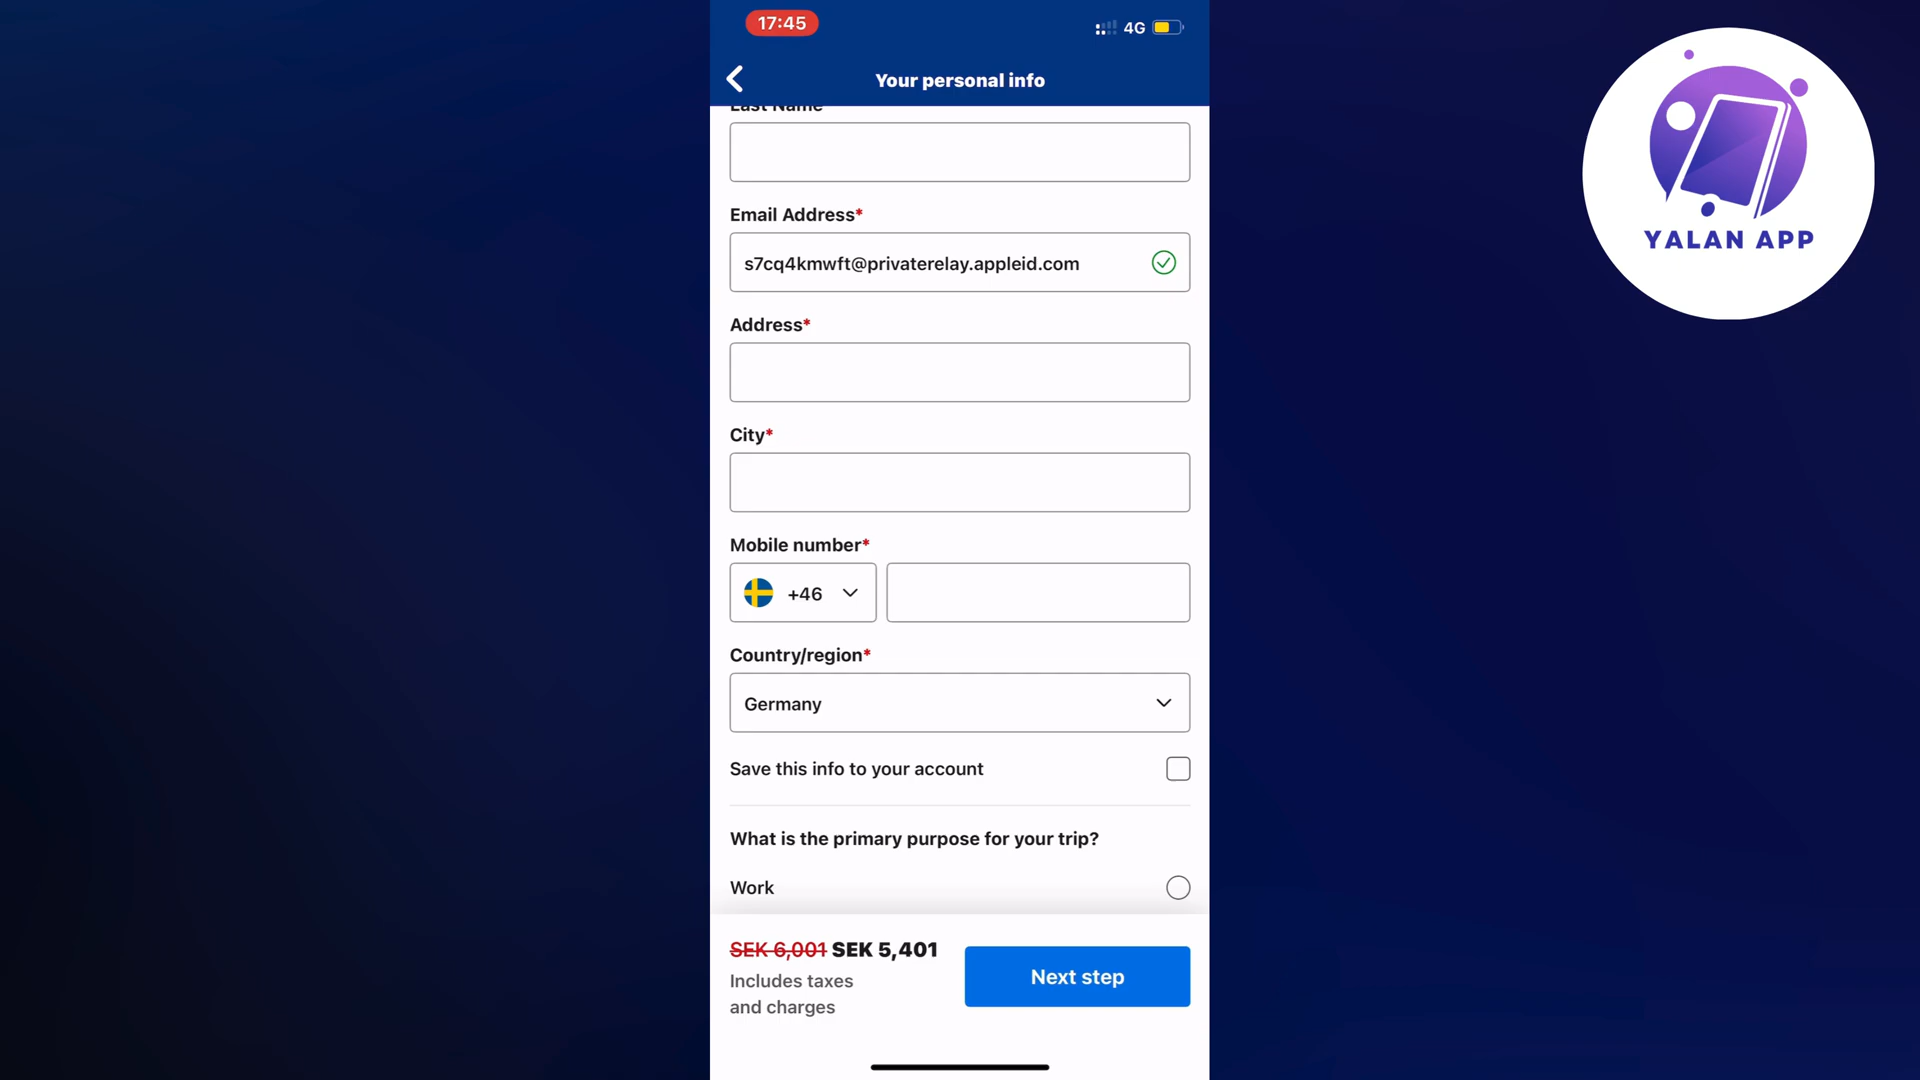 17:45
4G
Your personal info
Last Name
Email Address*
s7cq4kmwft@privaterelay.appleid.com
Address*
City*
Mobile number*
+46
Country/region*
Germany
Save this info to your account
What is the primary purpose for your trip?
Work
SEK 6,001 SEK 5,401
Includes taxes
and charges
Next step
YALAN APP